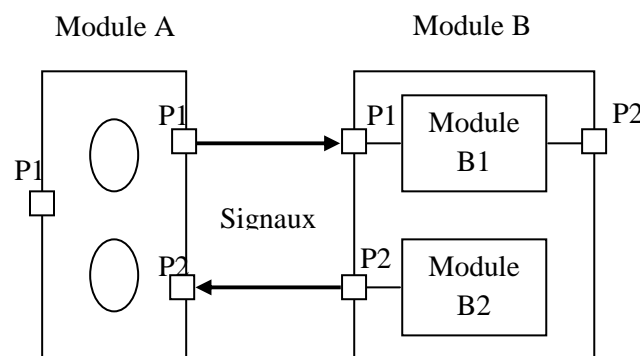 Module A
Module B
P1
P1
P2
Module
B1
P1
Signaux
P2
P2
Module
B2